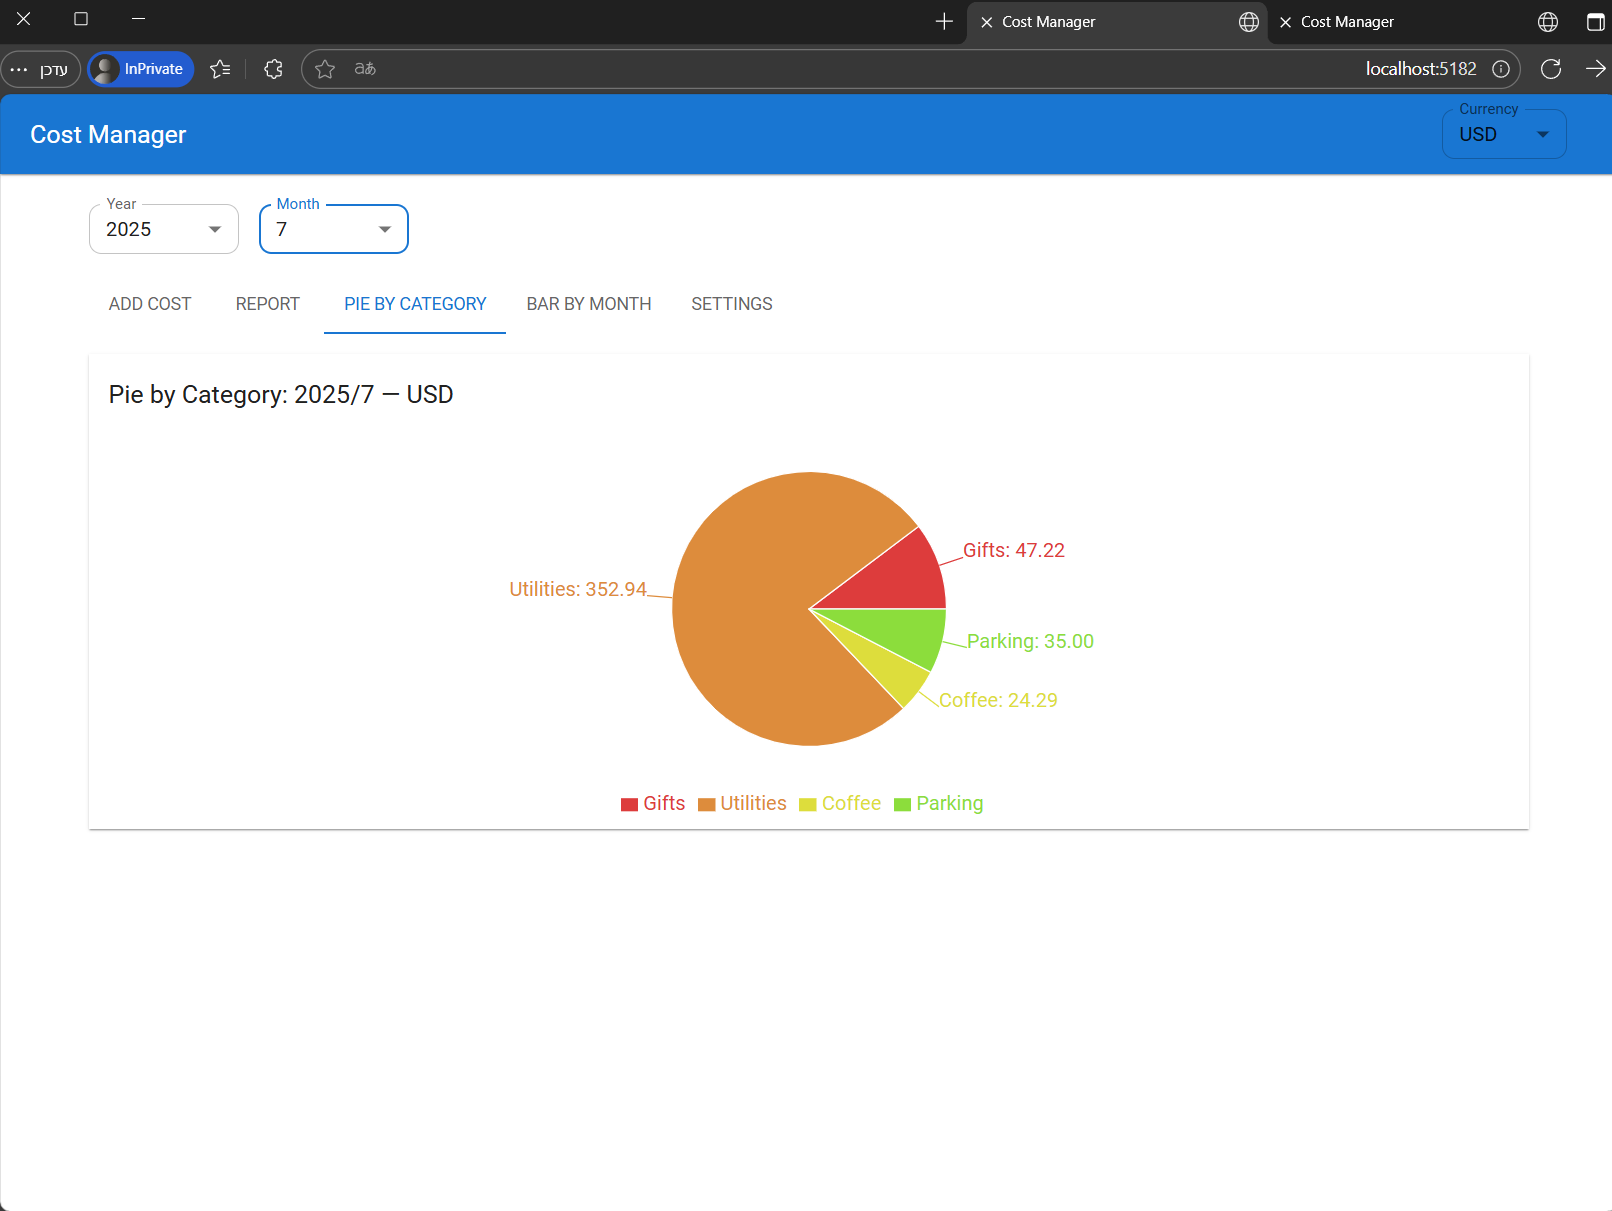 Cost Manager
Cost Manager
עדכן
InPrivate
aあ
localhost:5182
Cost Manager
Currency
USD
Year
2025
Month
7
ADD COST
REPORT
PIE BY CATEGORY
BAR BY MONTH
SETTINGS
Pie by Category: 2025/7 — USD
Gifts: 47.22
Utilities: 352.94
Parking: 35.00
Coffee: 24.29
Gifts Utilities Coffee Parking